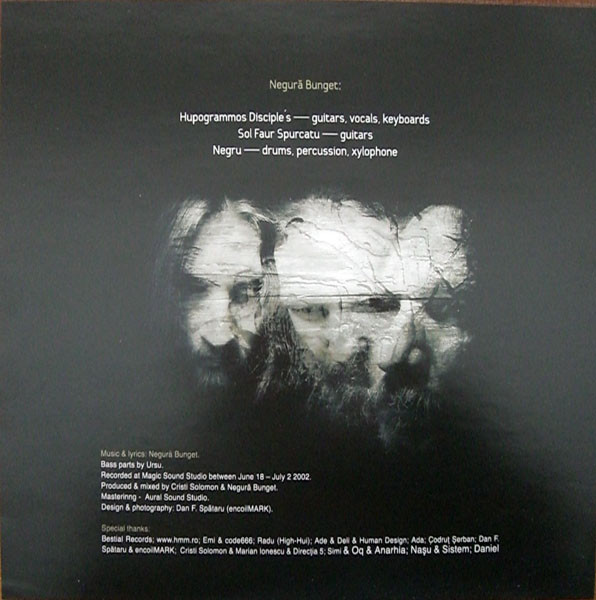 Negură Bunget:
Hupogrammos Disciple's — guitars, vocals, keyboards
Sol Faur Spurcatu — guitars
Negru — drums, percussion, xylophone
Music & lyrics: Negură Bunget.
Bass parts by Ursu.
Recorded at Magic Sound Studio between June 18 – July 2 2002.
Produced & mixed by Cristi Solomon & Negură Bunget.
Masterinng - Aural Sound Studio.
Design & photography: Dan F. Spătaru (encoilMARK).
Special thanks:
Bestial Records; www.hmm.ro; Emi & code666; Radu (High-Hui); Ade & Deli & Human Design; Ada; Çodruț Șerban; Dan F.
Spătaru & encoilMARK; Cristi Solomon & Marian Ionescu & Direcția 5; Simi & Oq & Anarhia; Nașu & Sistem; Daniel